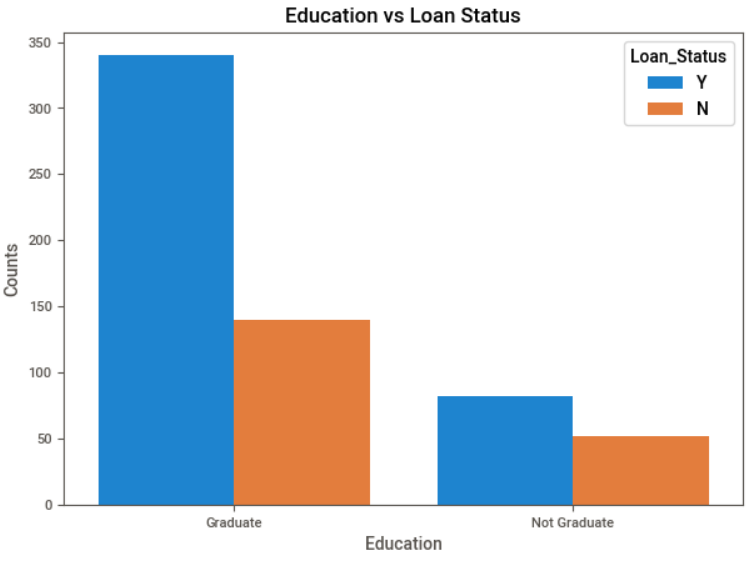 Education vs Loan Status
Loan_Status
Y
N
350
300
250
200
150
100
50
0
Counts
Graduate
Not Graduate
Education